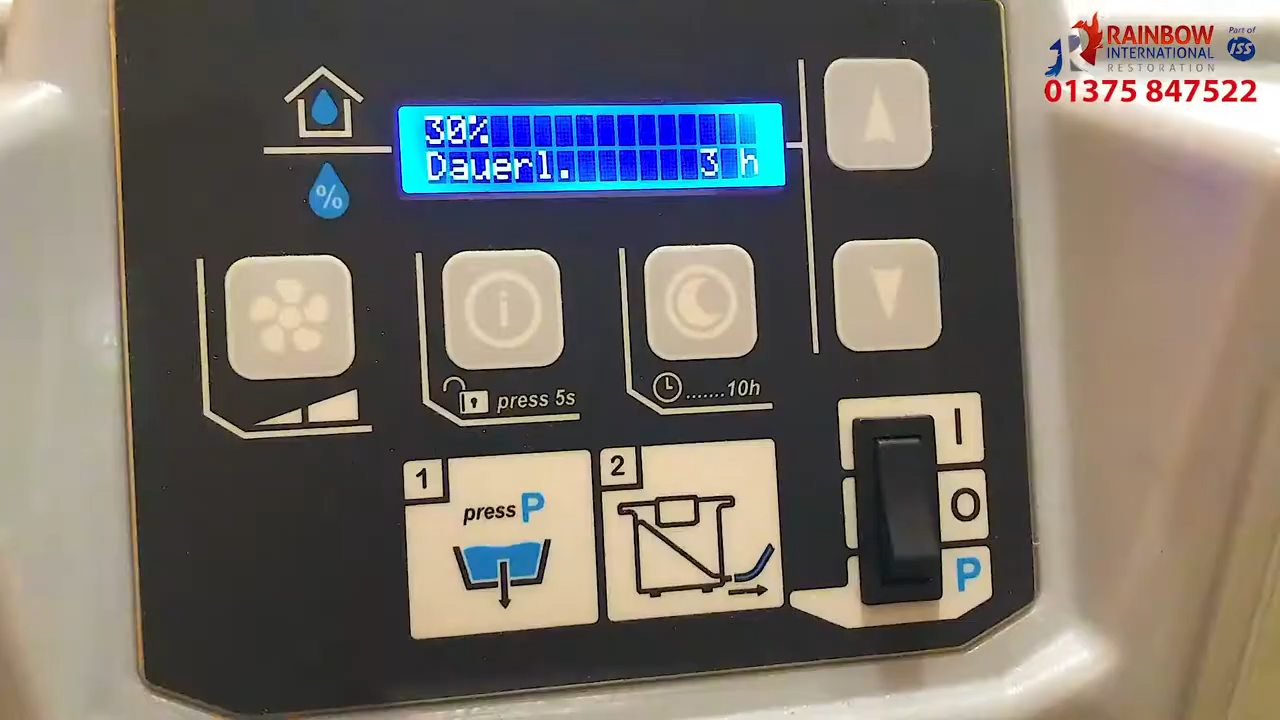 RAINBOW
INTERNATIONAL
RESTORATION
Part of
ISS
01375 847522
30%
Dauerl. 3 h
%
i
press 5s
.......10h
1
press P
2
I
O
P